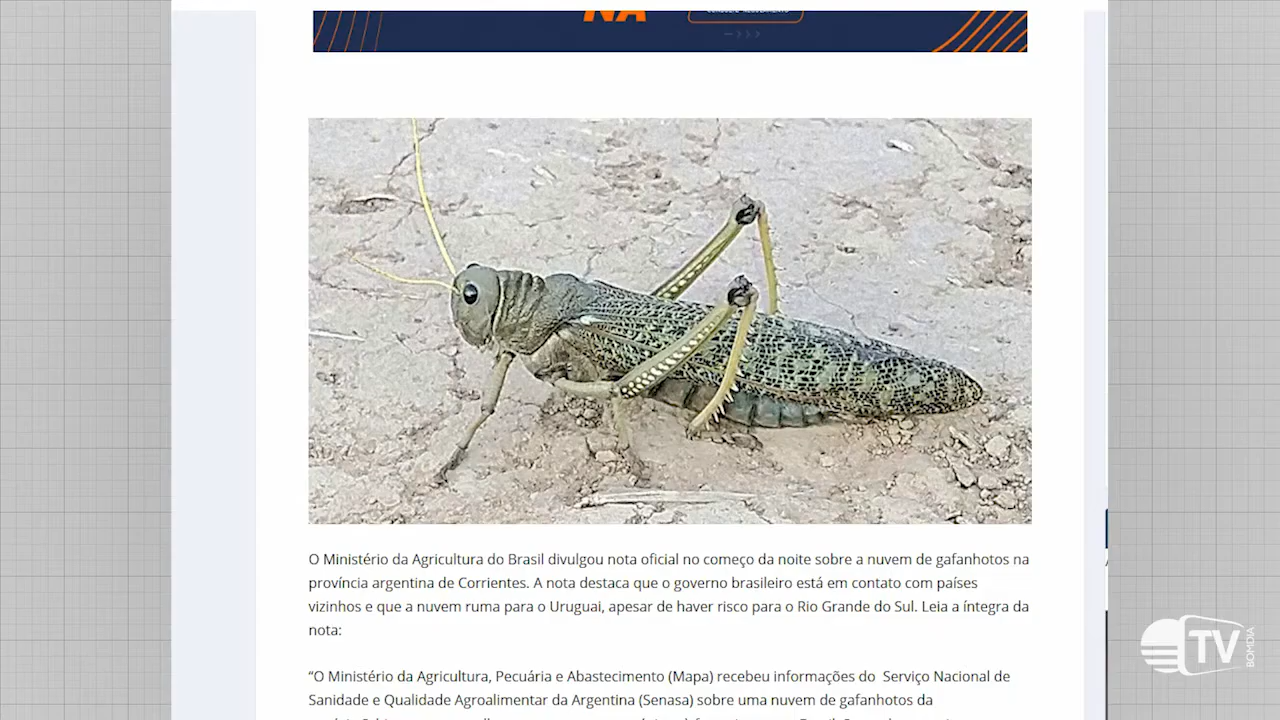 O Ministério da Agricultura do Brasil divulgou nota oficial no começo da noite sobre a nuvem de gafanhotos na
província argentina de Corrientes. A nota destaca que o governo brasileiro está em contato com países
vizinhos e que a nuvem ruma para o Uruguai, apesar de haver risco para o Rio Grande do Sul. Leia a íntegra da
nota:
“O Ministério da Agricultura, Pecuária e Abastecimento (Mapa) recebeu informações do Serviço Nacional de
Sanidade e Qualidade Agroalimentar da Argentina (Senasa) sobre uma nuvem de gafanhotos da
TV
BOMDIA